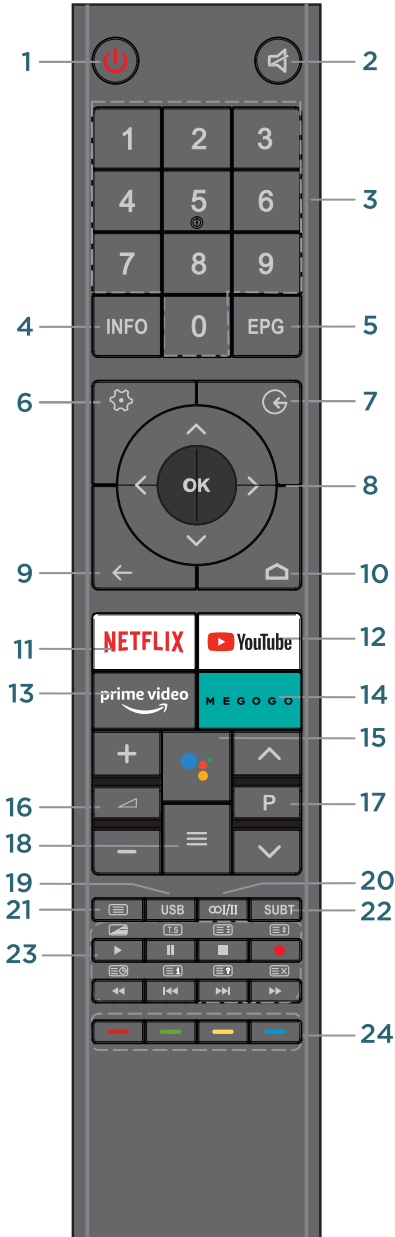 1 2
1 2 3
3
4 5 6
7 8 9
4 INFO 0 EPG 5
6 7
OK 8
9 10
NETFLIX YouTube 12
11
13 prime video MEGOGO 14
15
16 P 17
18
19 20
21 USB I/II SUBT 22
T.S
23
24